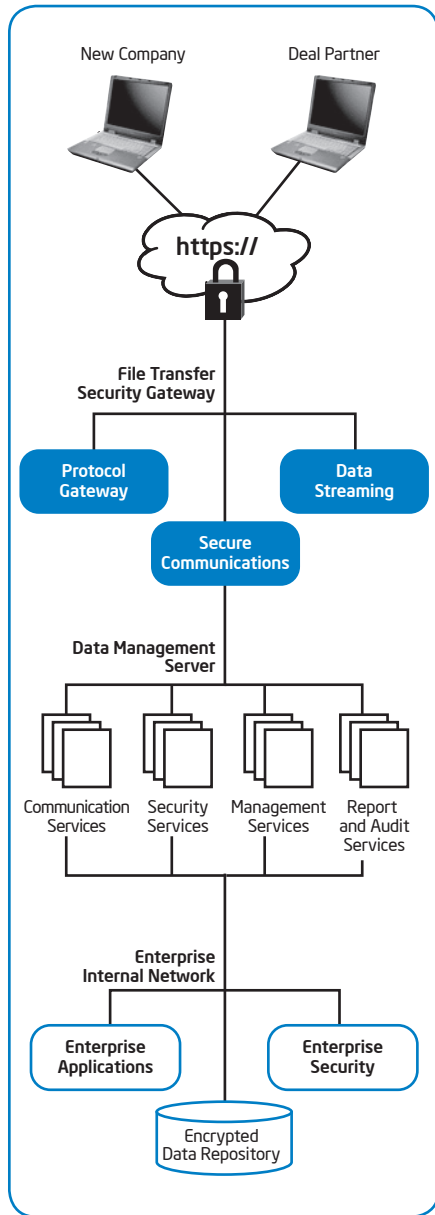 New Company
Deal Partner
https://
File Transfer
Security Gateway
Protocol
Gateway
Data
Streaming
Secure
Communications
Data Management
Server
Communication
Services
Security
Services
Management
Services
Report
and Audit
Services
Enterprise
Internal Network
Enterprise
Applications
Enterprise
Security
Encrypted
Data Repository